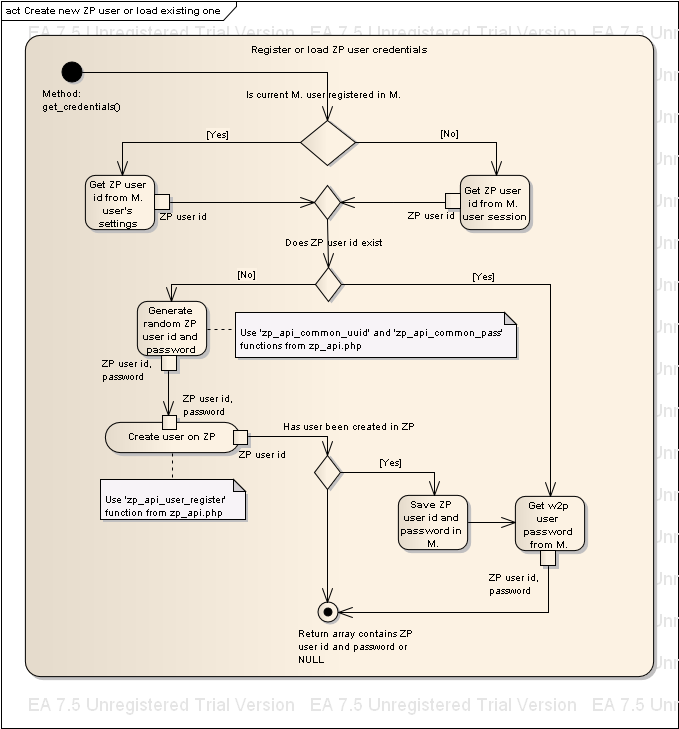 act Create new ZP user or load existing one
EA 7.5 Unregistered Trial Version EA 7.5 Unregistered Trial Version EA 7.5 Unr
Register or load ZP user credentials
Method:
get_credentials()
Is current M. user registered in M.
[Yes]
[No]
Get ZP user
id from M.
user's
settings
ZP user id
Get ZP user
id from M.
user session
ZP user id
Does ZP user id exist
[No]
[Yes]
Generate
random ZP
user id and
password
Use 'zp_api_common_uuid' and 'zp_api_common_pass'
functions from zp_api.php
ZP user id,
password
ZP user id,
password
Create user on ZP
ZP user id
Has user been created in ZP
[Yes]
Use 'zp_api_user_register'
function from zp_api.php
Save ZP
user id and
password in
M.
Get w2p
user
password
from M.
ZP user id,
password
Return array contains ZP
user id and password or
NULL
EA 7.5 Unregistered Trial Version EA 7.5 Unregistered Trial Version EA 7.5 Unr